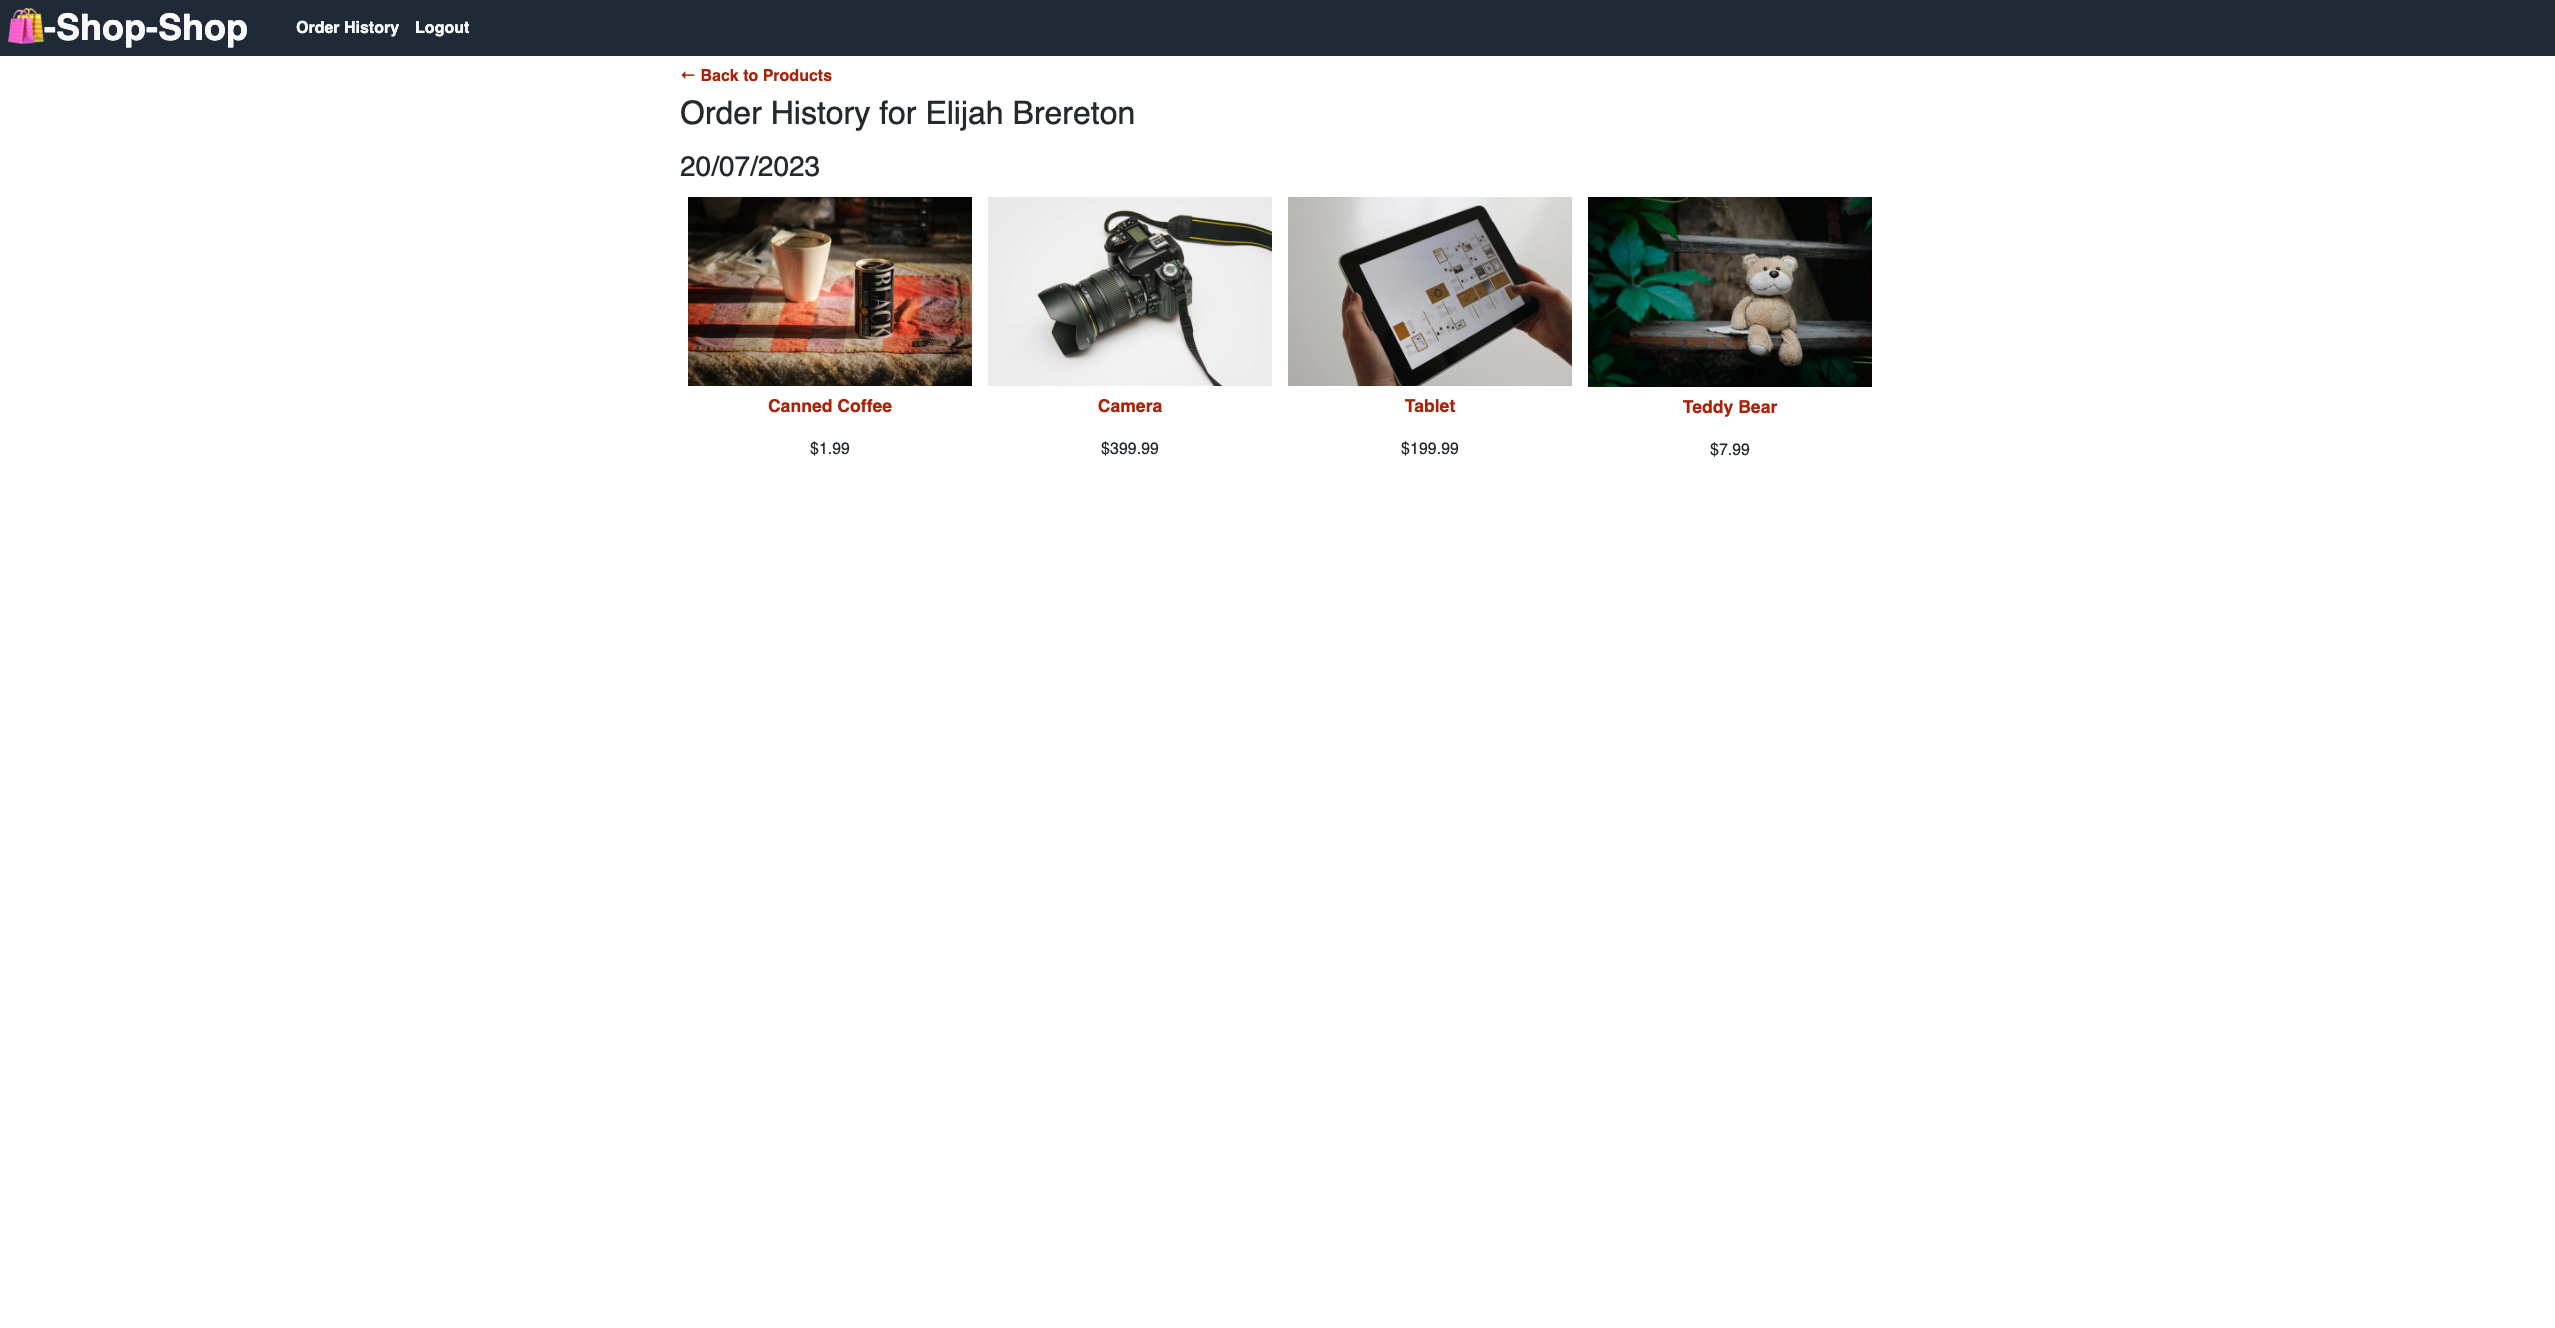 -Shop-Shop Order History Logout
← Back to Products
Order History for Elijah Brereton
20/07/2023
BLACK
Canned Coffee Camera Tablet Teddy Bear
$1.99 $399.99 $199.99 $7.99